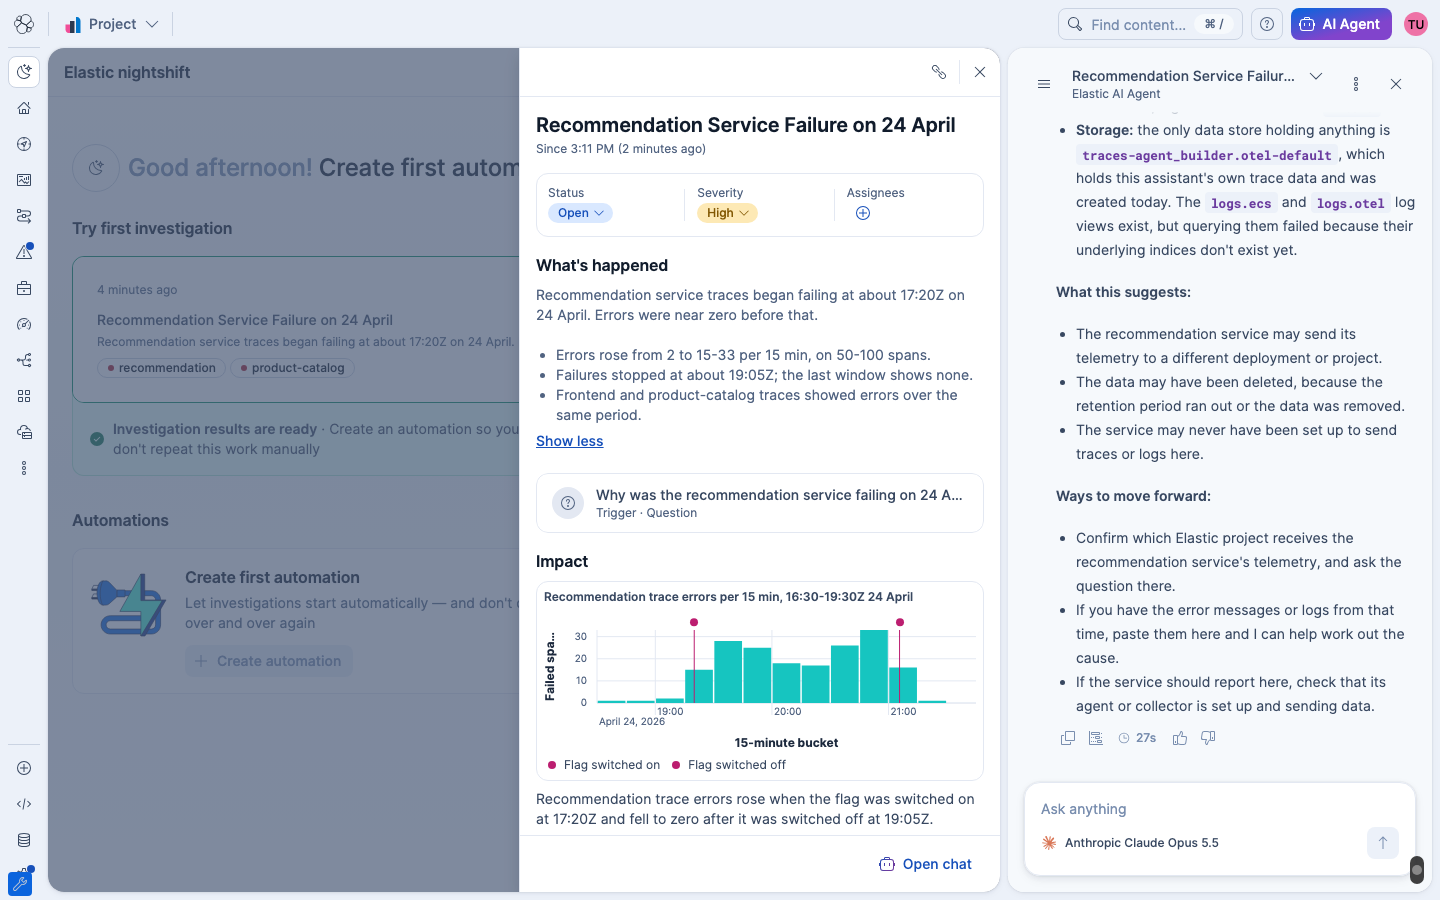 Project
Find content...
⌘ /
AI Agent
TU
Elastic nightshift
Good afternoon! Create first autom
Try first investigation
4 minutes ago
Recommendation Service Failure on 24 April
Recommendation service traces began failing at about 17:20Z on 24 April.
recommendation
product-catalog
Investigation results are ready · Create an automation so you
don't repeat this work manually
Automations
Create first automation
Let investigations start automatically — and don't
over and over again
Create automation
Recommendation Service Failure on 24 April
Since 3:11 PM (2 minutes ago)
Status
Open
Severity
High
Assignees
What's happened
Recommendation service traces began failing at about 17:20Z on
24 April. Errors were near zero before that.
• Errors rose from 2 to 15-33 per 15 min, on 50-100 spans.
• Failures stopped at about 19:05Z; the last window shows none.
• Frontend and product-catalog traces showed errors over the
same period.
Show less
Why was the recommendation service failing on 24 A...
Trigger · Question
Impact
Recommendation trace errors per 15 min, 16:30-19:30Z 24 April
Failed spa...
30
20
10
0
19:00
20:00
21:00
April 24, 2026
15-minute bucket
Flag switched on
Flag switched off
Recommendation trace errors rose when the flag was switched on
at 17:20Z and fell to zero after it was switched off at 19:05Z.
Open chat
Recommendation Service Failur...
Elastic AI Agent
• Storage: the only data store holding anything is
traces-agent_builder.otel-default , which
holds this assistant's own trace data and was
created today. The logs.ecs and logs.otel log
views exist, but querying them failed because their
underlying indices don't exist yet.
What this suggests:
• The recommendation service may send its
telemetry to a different deployment or project.
• The data may have been deleted, because the
retention period ran out or the data was removed.
• The service may never have been set up to send
traces or logs here.
Ways to move forward:
• Confirm which Elastic project receives the
recommendation service's telemetry, and ask the
question there.
• If you have the error messages or logs from that
time, paste them here and I can help work out the
cause.
• If the service should report here, check that its
agent or collector is set up and sending data.
27s
Ask anything
Anthropic Claude Opus 5.5